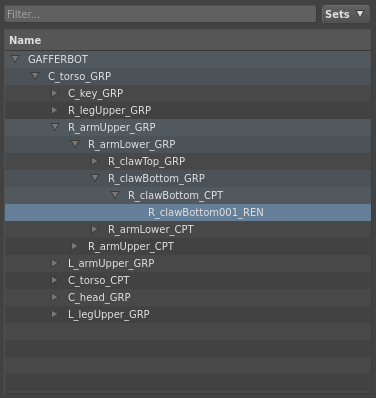 Filter...
Sets
Name
GAFFERBOT
C_torso_GRP
C_key_GRP
R_legUpper_GRP
R_armUpper_GRP
R_armLower_GRP
R_clawTop_GRP
R_clawBottom_GRP
R_clawBottom_CPT
R_clawBottom001_REN
R_armLower_CPT
R_armUpper_CPT
L_armUpper_GRP
C_torso_CPT
C_head_GRP
L_legUpper_GRP